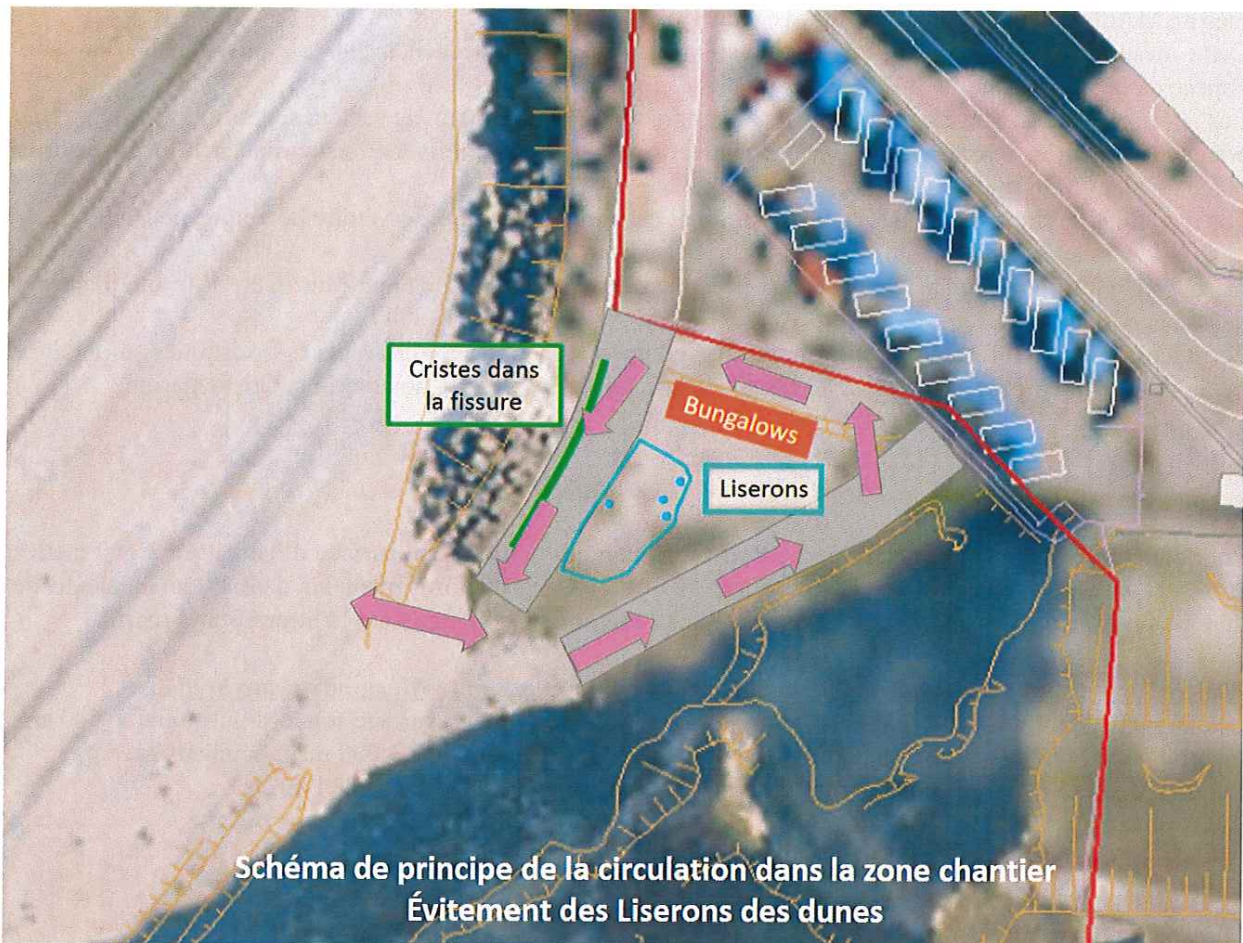 Cristes dans
la fissure
Bungalows
Liserons
Schéma de principe de la circulation dans la zone chantier
Évitement des Liserons des dunes